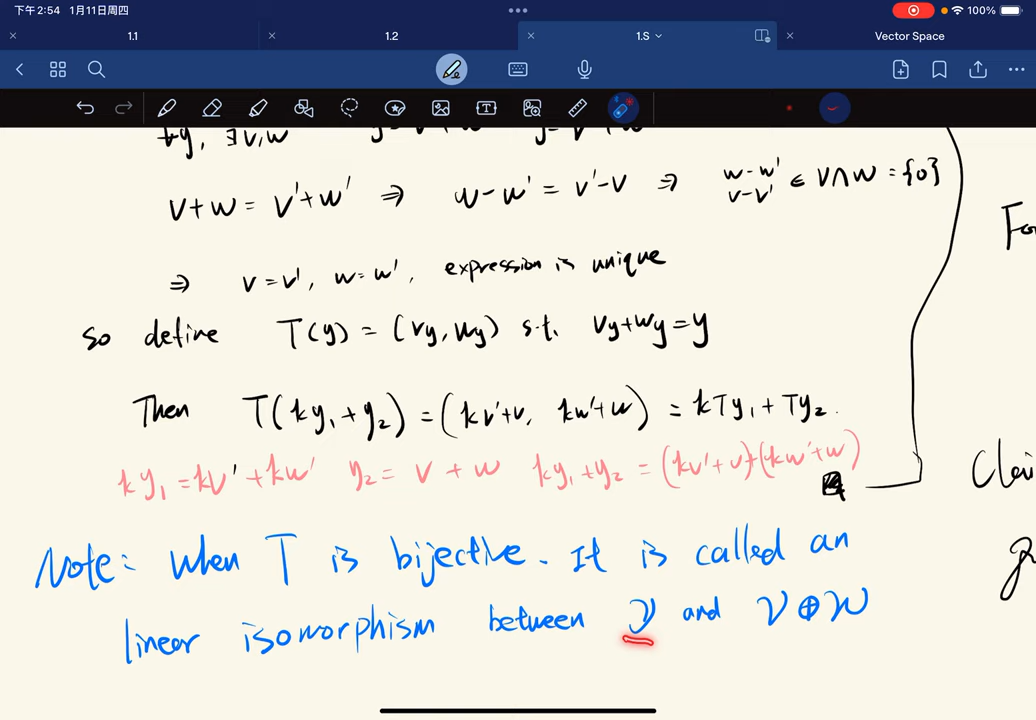 下午 2:54 1月11日周四
100%
1.1
1.2
1.S
Vector Space
∀y, ∃ v, w
v+w = v'+w' ⇒ w-w' = v'-v ⇒ w-w' v-v' ∈ V∩W = {0}
⇒ v=v', w=w', expression is unique
so define T(y) = (vy, wy) s.t. vy+wy=y
Then T(ky₁+y₂) = (kv'+v, kw'+w) = kTy₁+Ty₂.
ky₁=kv'+kw' y₂= v+w ky₁+y₂ = (kv'+v)+(kw'+w)
Note: when T is bijective. It is called an
linear isomorphism between Y and V⊕W